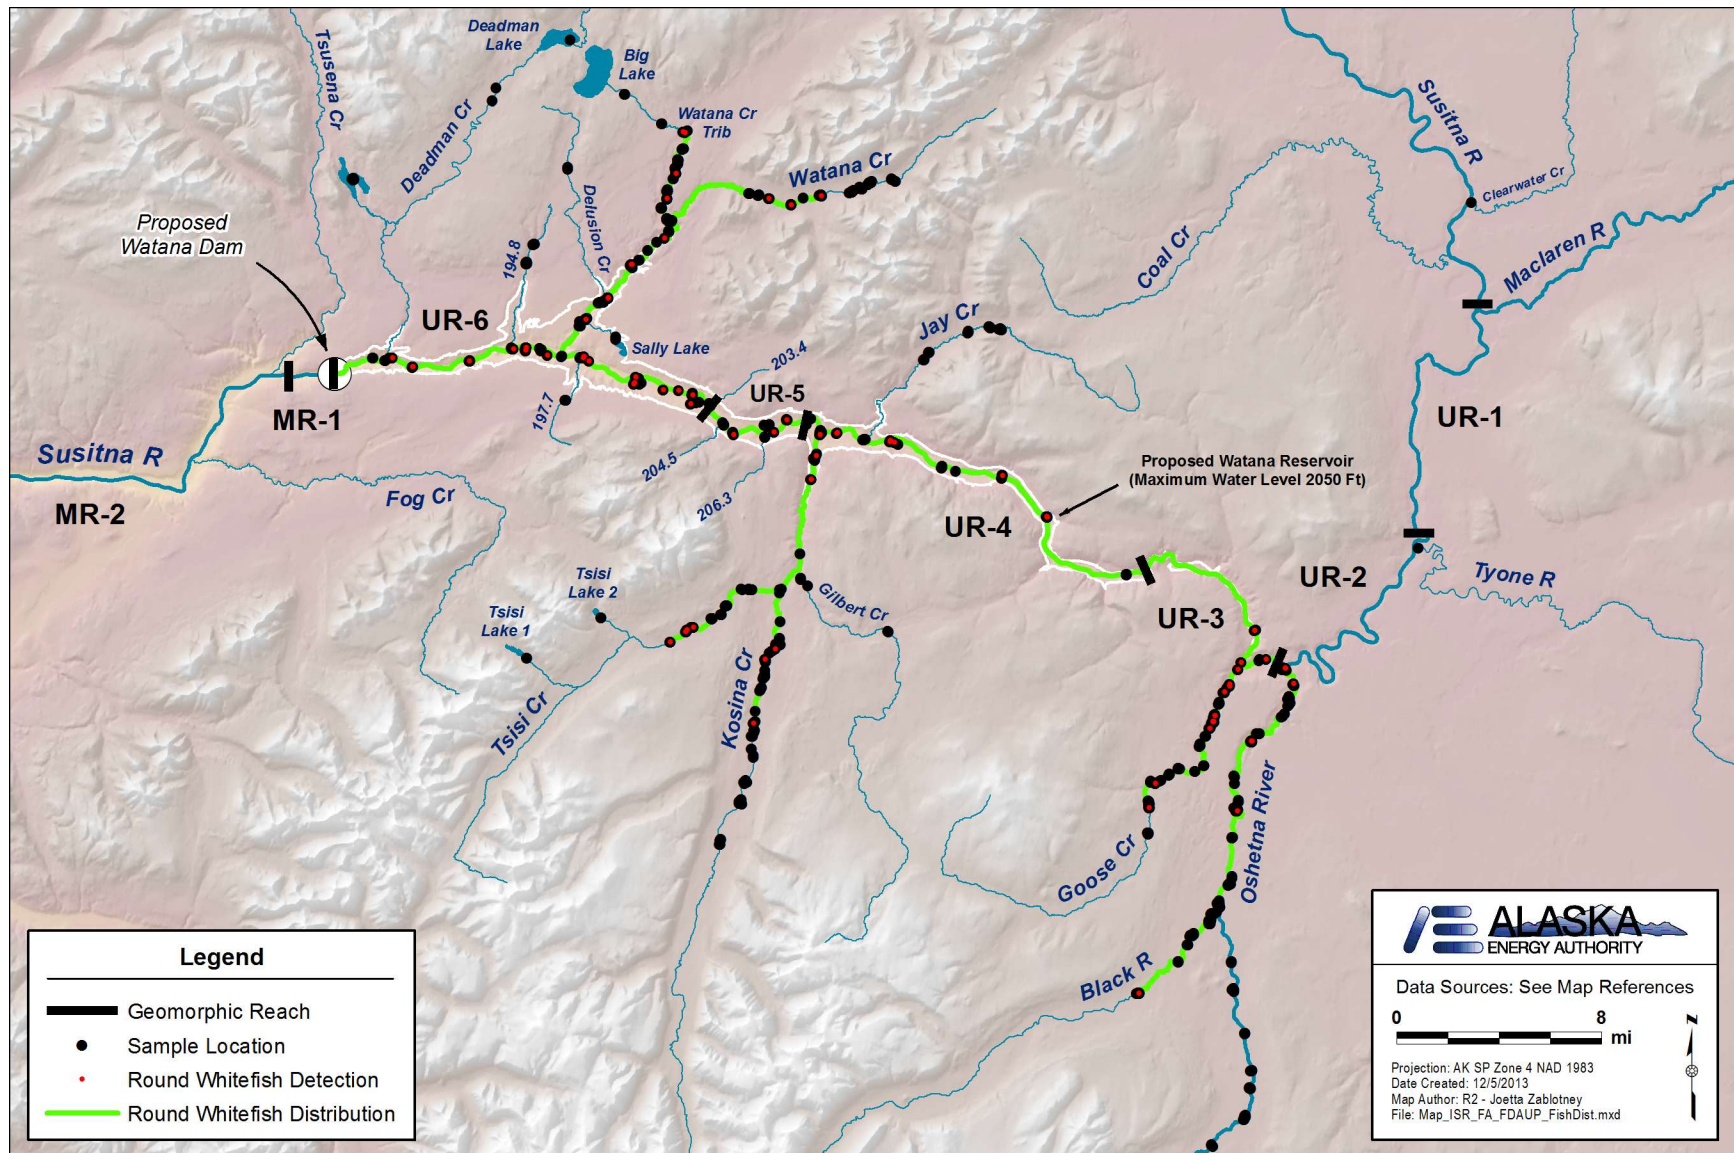 Deadman
Lake
Big
Lake
Tsusena Cr
Deadman Cr
Watana Cr
Trib
Watana Cr
Delusion Cr
Susitna R
Clearwater Cr
Maclaren R
Coal Cr
Proposed
Watana Dam
194.8
UR-6
Sally Lake
Jay Cr
203.4
UR-5
UR-1
MR-1
197.7
Susitna R
MR-2
Fog Cr
204.5
206.3
Proposed Watana Reservoir
(Maximum Water Level 2050 Ft)
UR-4
UR-2
Tyone R
Tsisi
Lake 2
Tsisi
Lake 1
Gilbert Cr
UR-3
Kosina Cr
Tsisi Cr
Goose Cr
Oshetna River
Black R
Legend
Geomorphic Reach
Sample Location
Round Whitefish Detection
Round Whitefish Distribution
ALASKA
ENERGY AUTHORITY
Data Sources: See Map References
0 8
mi
Z
Projection: AK SP Zone 4 NAD 1983
Date Created: 12/5/2013
Map Author: R2 - Joetta Zablotney
File: Map_ISR_FA_FDAUP_FishDist.mxd